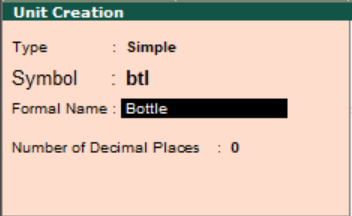 Unit Creation
Type : Simple
Symbol : btl
Formal Name : Bottle
Number of Decimal Places : 0